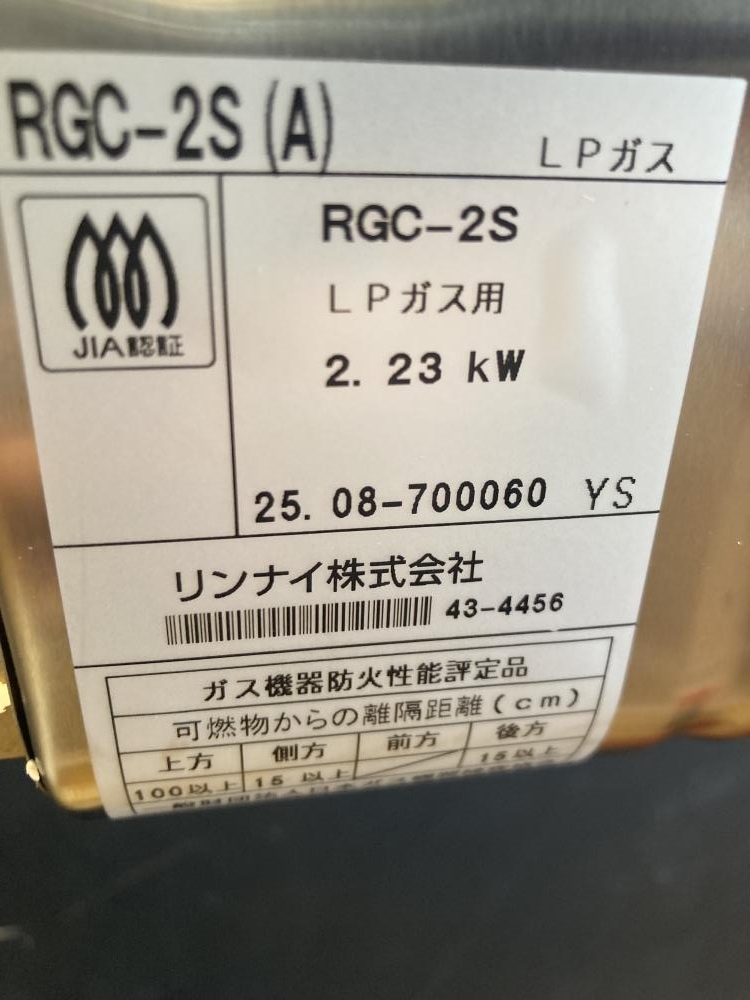 RGC-2S (A)
LPガス
JIA認証
RGC-2S
LPガス用
2. 23 kW
25. 08-700060 YS
リンナイ株式会社
43-4456
ガス機器防火性能評定品
可燃物からの離隔距離(cm)
上方 側方 前方 後方
100以上 15 以上 15以上